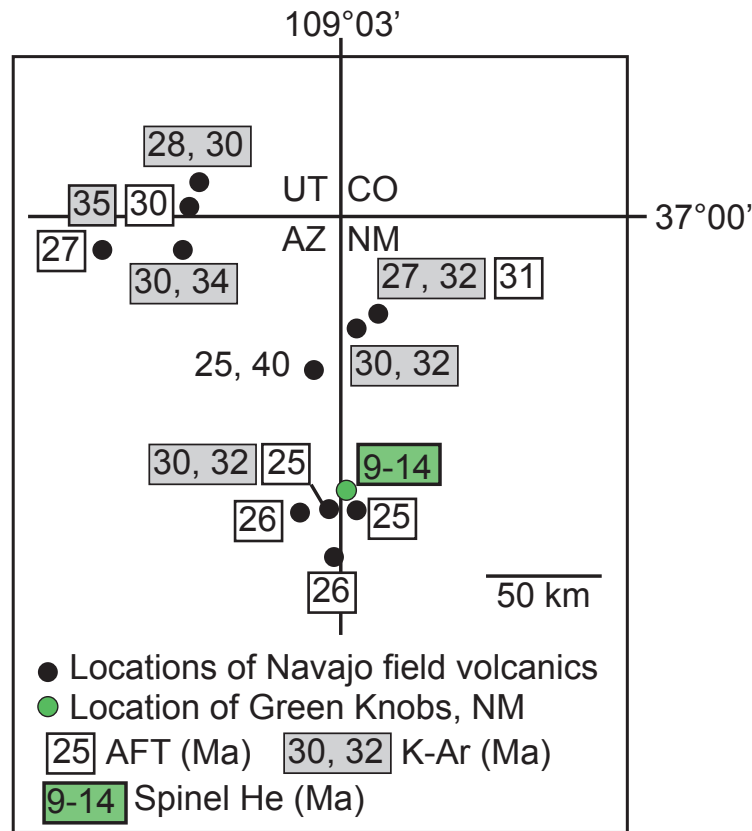 109°03’
28, 30
UT CO
35 30
37°00’
AZ NM
27
30, 34
27, 32 31
25, 40
30, 32
30, 32 25
9-14
26
25
26
50 km
Locations of Navajo field volcanics
Location of Green Knobs, NM
25 AFT (Ma) 30, 32 K-Ar (Ma)
9-14 Spinel He (Ma)